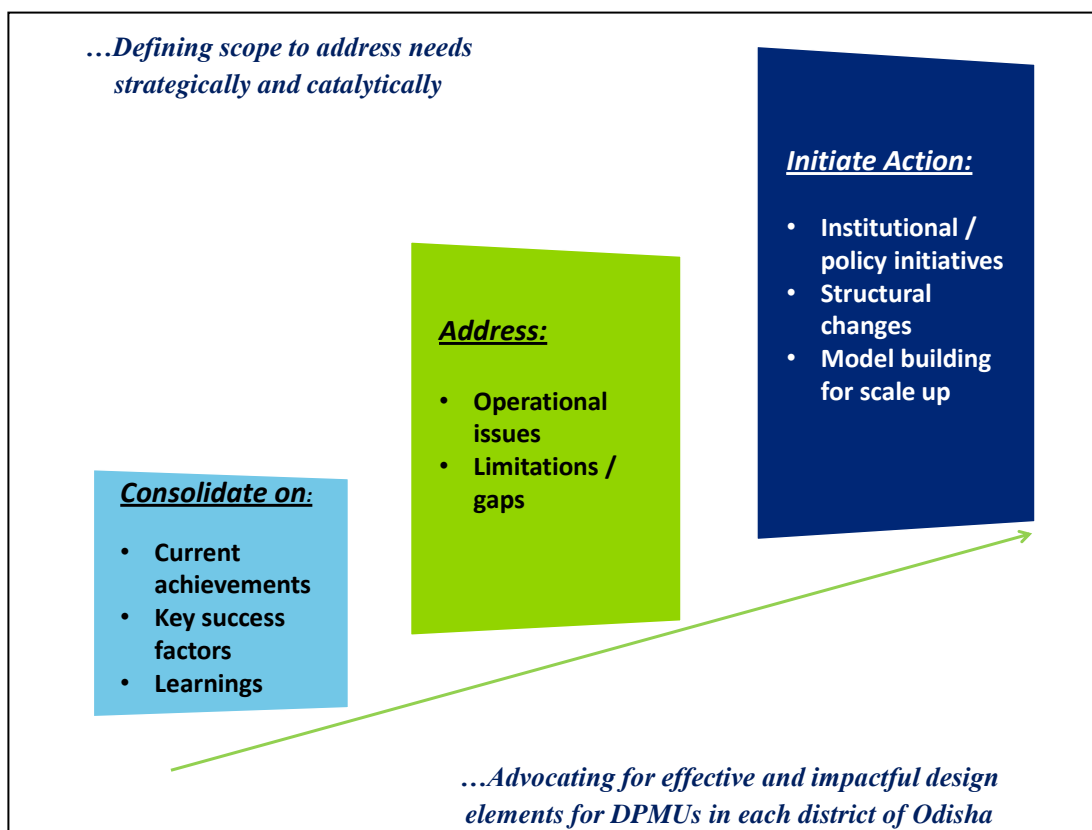 ...Defining scope to address needs
strategically and catalytically
Consolidate on:
• Current
achievements
• Key success
factors
• Learnings
Address:
• Operational
issues
• Limitations /
gaps
Initiate Action:
• Institutional /
policy initiatives
• Structural
changes
• Model building
for scale up
...Advocating for effective and impactful design
elements for DPMUs in each district of Odisha